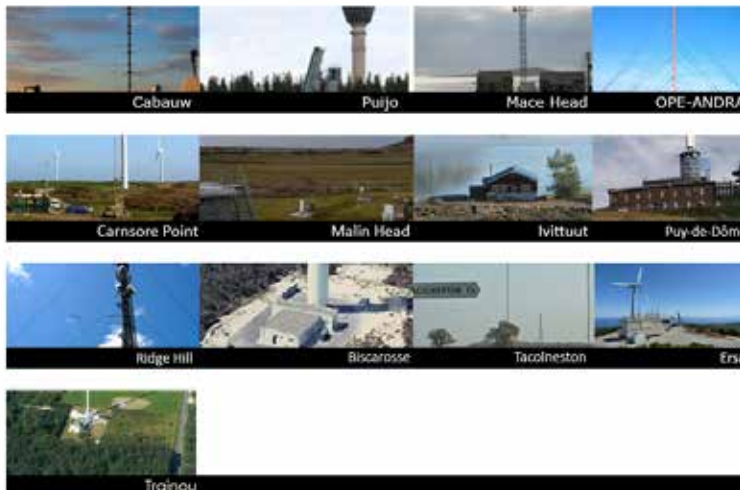 Cabauw
Puijo
Mace Head
OPE-ANDRA
Carnsore Point
Malin Head
Ivittuut
Puy-de-Dôm
Ridge Hill
Biscarosse
Tacolneston
Ersa
Trainou